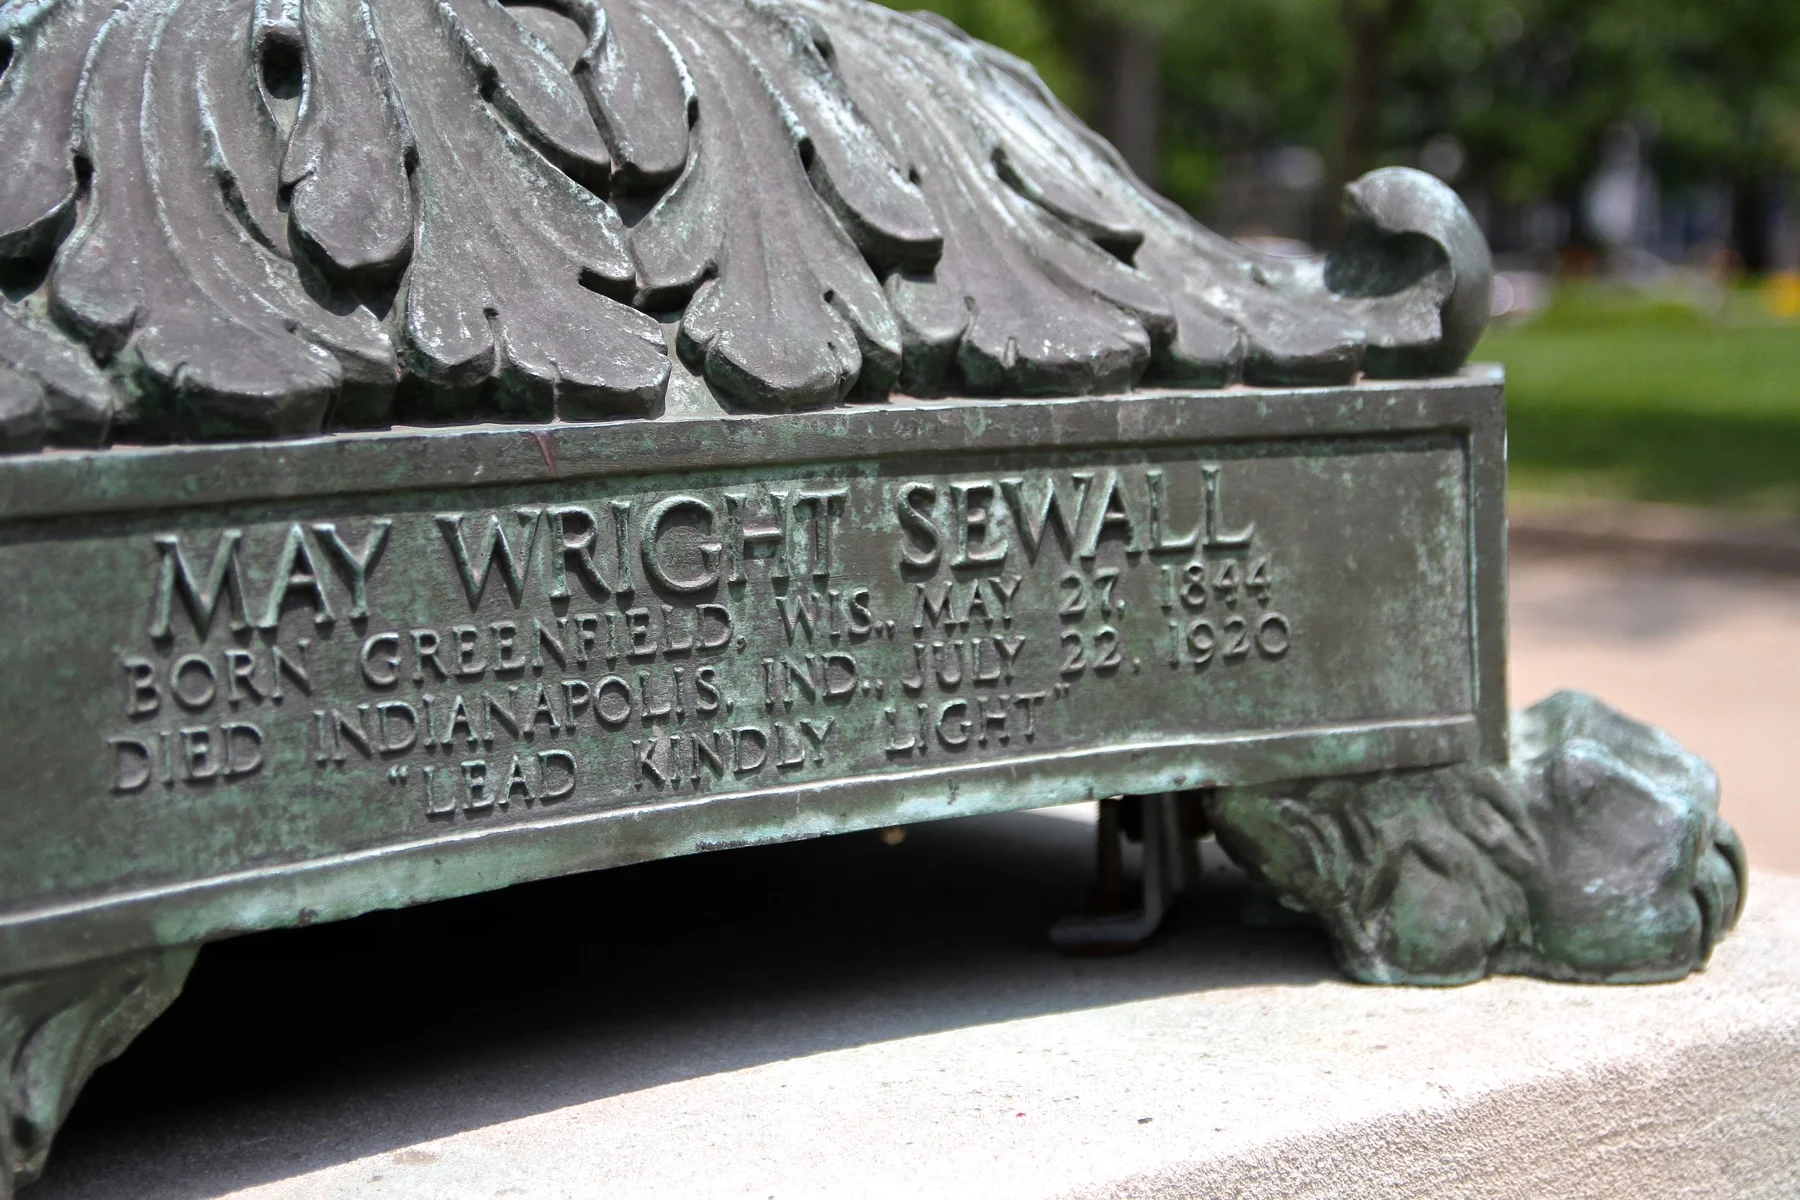 MAY WRIGHT SEWALL
BORN GREENFIELD, WIS., MAY 27, 1844
DIED INDIANAPOLIS, IND., JULY 22, 1920
“LEAD KINDLY LIGHT”